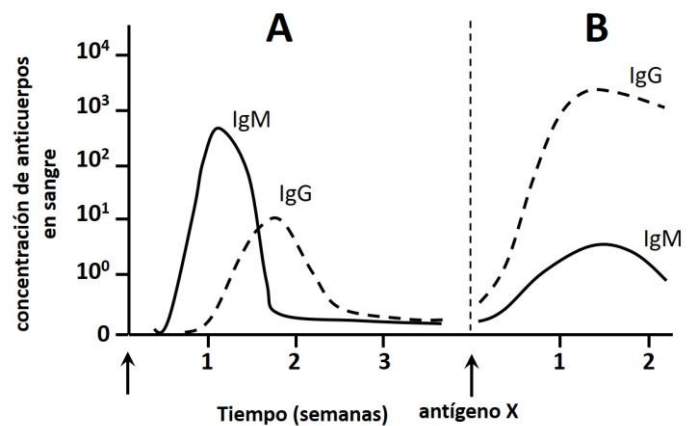 A
B
concentración de anticuerpos
en sangre
10⁴
10³
10²
10¹
10⁰
0
IgM
IgG
IgG
IgM
1
2
3
1
2
Tiempo (semanas)
antígeno X